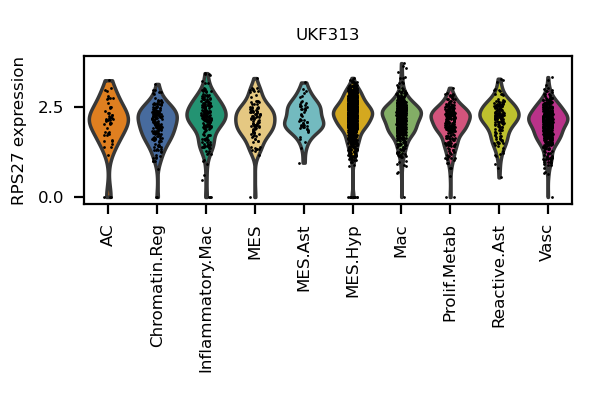 UKF313
RPS27 expression
2.5
0.0
AC
Chromatin.Reg
Inflammatory.Mac
MES
MES.Ast
MES.Hyp
Mac
Prolif.Metab
Reactive.Ast
Vasc